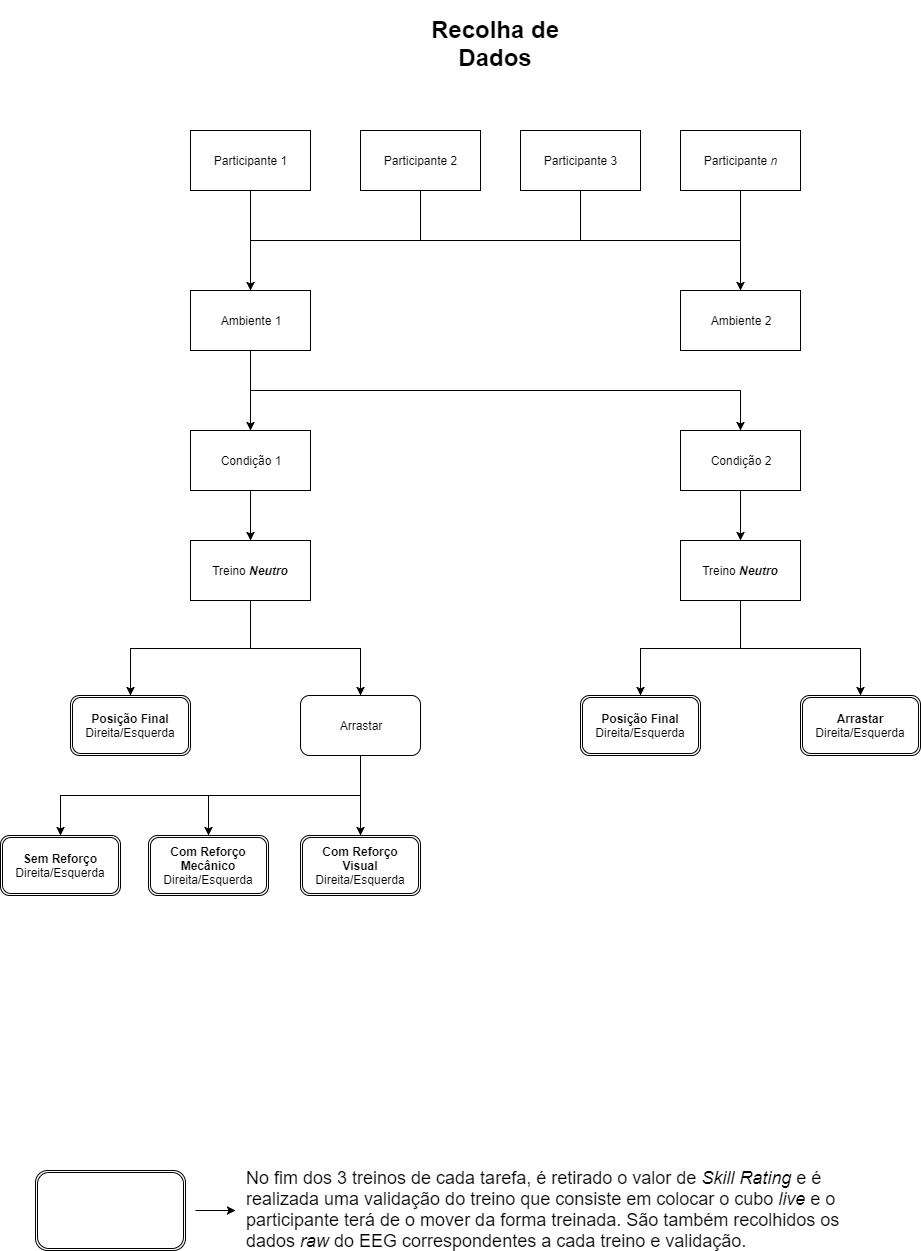 Recolha de
Dados
Participante 1
Participante 2
Participante 3
Participante n
Ambiente 1
Ambiente 2
Condição 1
Condição 2
Treino Neutro
Treino Neutro
Posição Final
Direita/Esquerda
Arrastar
Posição Final
Direita/Esquerda
Arrastar
Direita/Esquerda
Sem Reforço
Direita/Esquerda
Com Reforço
Mecânico
Direita/Esquerda
Com Reforço
Visual
Direita/Esquerda
No fim dos 3 treinos de cada tarefa, é retirado o valor de Skill Rating e é
realizada uma validação do treino que consiste em colocar o cubo live e o
participante terá de o mover da forma treinada. São também recolhidos os
dados raw do EEG correspondentes a cada treino e validação.